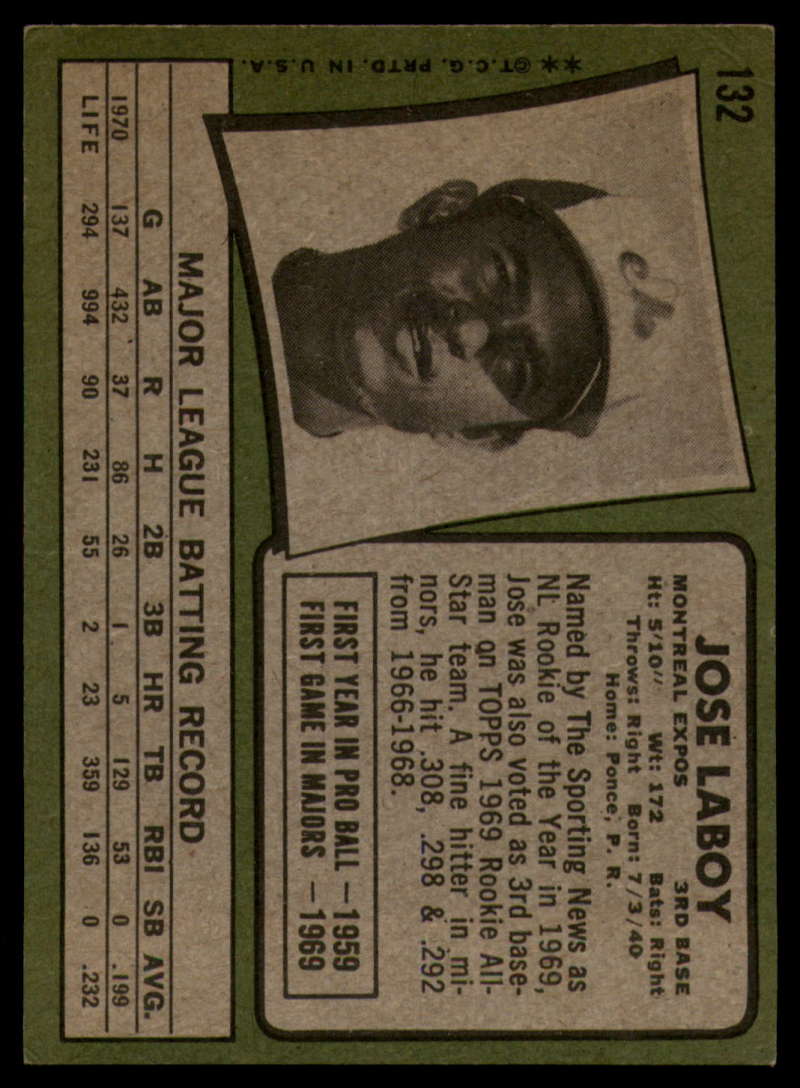 132
**©T.C.G. PRTD. IN U.S.A.
JOSE LABOY
MONTREAL EXPOS 3RD BASE
Ht: 5'10" Wt: 172 Bats: Right
Throws: Right Born: 7/3/40
Home: Ponce, P. R.
Named by The Sporting News as
NL Rookie of the Year in 1969,
Jose was also voted as 3rd base-
man on TOPPS 1969 Rookie All-
Star team. A fine hitter in mi-
nors, he hit .308, .298 & .292
from 1966-1968.
FIRST YEAR IN PRO BALL —1959
FIRST GAME IN MAJORS —1969
MAJOR LEAGUE BATTING RECORD
G AB R H 2B 3B HR TB RBI SB AVG.
1970 137 432 37 86 26 1 5 129 53 0 .199
LIFE 294 994 90 231 55 2 23 359 136 0 .232